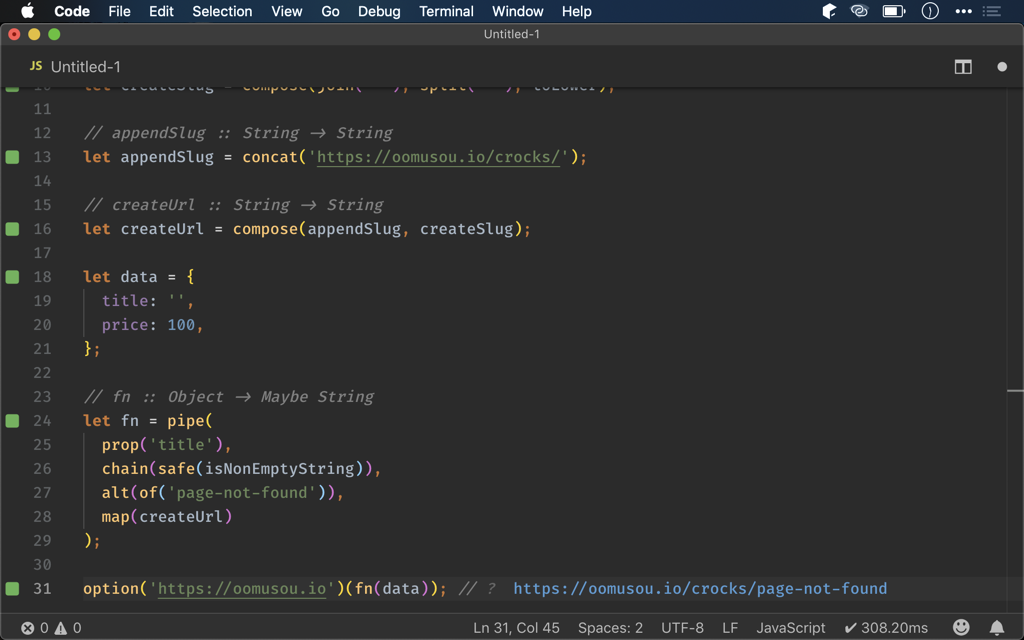 Code File Edit Selection View Go Debug Terminal Window Help
Untitled-1
JS Untitled-1
11
12 // appendSlug :: String → String
13 let appendSlug = concat('https://oomusou.io/crocks/');
14
15 // createUrl :: String → String
16 let createUrl = compose(appendSlug, createSlug);
17
18 let data = {
19 title: '',
20 price: 100,
21 };
22
23 // fn :: Object → Maybe String
24 let fn = pipe(
25 prop('title'),
26 chain(safe(isNonEmptyString)),
27 alt(of('page-not-found')),
28 map(createUrl)
29 );
30
31 option('https://oomusou.io')(fn(data)); // ? https://oomusou.io/crocks/page-not-found
0 0 Ln 31, Col 45 Spaces: 2 UTF-8 LF JavaScript ✔ 308.20ms